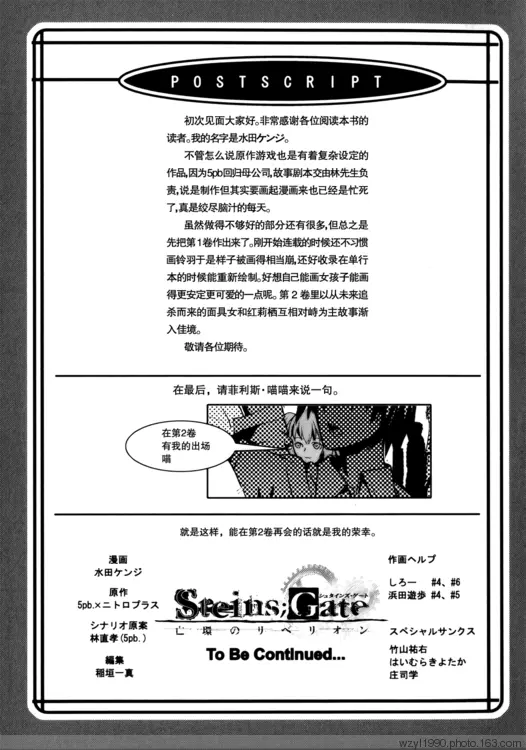 POSTSCRIPT
初次见面大家好。非常感谢各位阅读本书的
读者。我的名字是水田ケンジ。
不管怎么说原作游戏也是有着复杂设定的
作品,因为5pb回归母公司,故事剧本交由林先生负
责,说是制作但其实要画起漫画来也已经是忙死
了,真是绞尽脑汁的每天。
虽然做得不够好的部分还有很多,但总之是
先把第1卷作出来了。刚开始连载的时候还不习惯
画铃羽于是样子被画得相当崩,还好收录在单行
本的时候能重新绘制。好想自己能画女孩子能画
得更安定更可爱的一点呢。第 2 卷里以从未来追
杀而来的面具女和红莉栖互相对峙为主故事渐
入佳境。
敬请各位期待。
在最后，请菲利斯·喵喵来说一句。
在第2卷
有我的出场
喵
就是这样，能在第2卷再会的话就是我的荣幸。
漫画
水田ケンジ
原作
5pb.×ニトロプラス
シナリオ原案
林直孝(5pb.)
編集
稲垣一真
シュタインズ・ゲート
Steins;Gate
亡環のリベリオン
To Be Continued...
作画ヘルプ
しろー #4、#6
浜田遊歩 #4、#5
スペシャルサンクス
竹山祐右
はいむらきよたか
庄司学
wzyl1990.photo.163.com